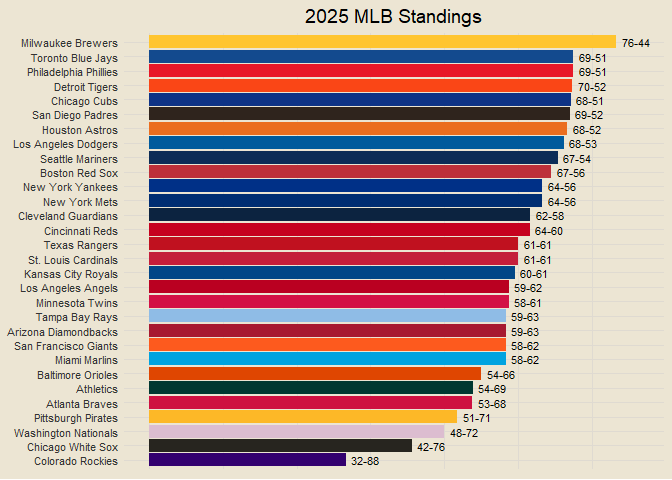 2025 MLB Standings
Milwaukee Brewers 76-44
Toronto Blue Jays 69-51
Philadelphia Phillies 69-51
Detroit Tigers 70-52
Chicago Cubs 68-51
San Diego Padres 69-52
Houston Astros 68-52
Los Angeles Dodgers 68-53
Seattle Mariners 67-54
Boston Red Sox 67-56
New York Yankees 64-56
New York Mets 64-56
Cleveland Guardians 62-58
Cincinnati Reds 64-60
Texas Rangers 61-61
St. Louis Cardinals 61-61
Kansas City Royals 60-61
Los Angeles Angels 59-62
Minnesota Twins 58-61
Tampa Bay Rays 59-63
Arizona Diamondbacks 59-63
San Francisco Giants 58-62
Miami Marlins 58-62
Baltimore Orioles 54-66
Athletics 54-69
Atlanta Braves 53-68
Pittsburgh Pirates 51-71
Washington Nationals 48-72
Chicago White Sox 42-76
Colorado Rockies 32-88